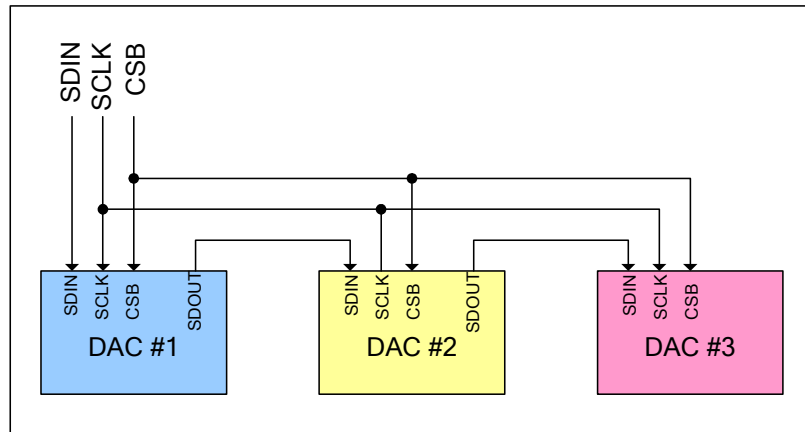 SDIN
SCLK
CSB
SDIN
SCLK
CSB
SDOUT
SDIN
SCLK
CSB
SDOUT
SDIN
SCLK
CSB
DAC #1
DAC #2
DAC #3